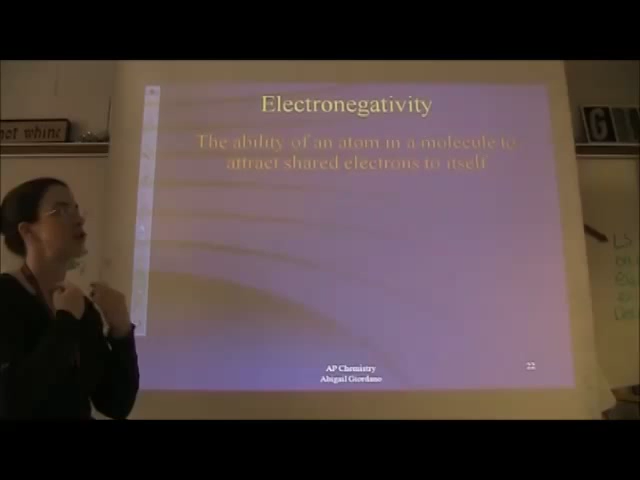 Electronegativity
not whine
The ability of an atom in a molecule to
attract shared electrons to itself
G
LS
AP Chemistry
Abigail Giordano
22